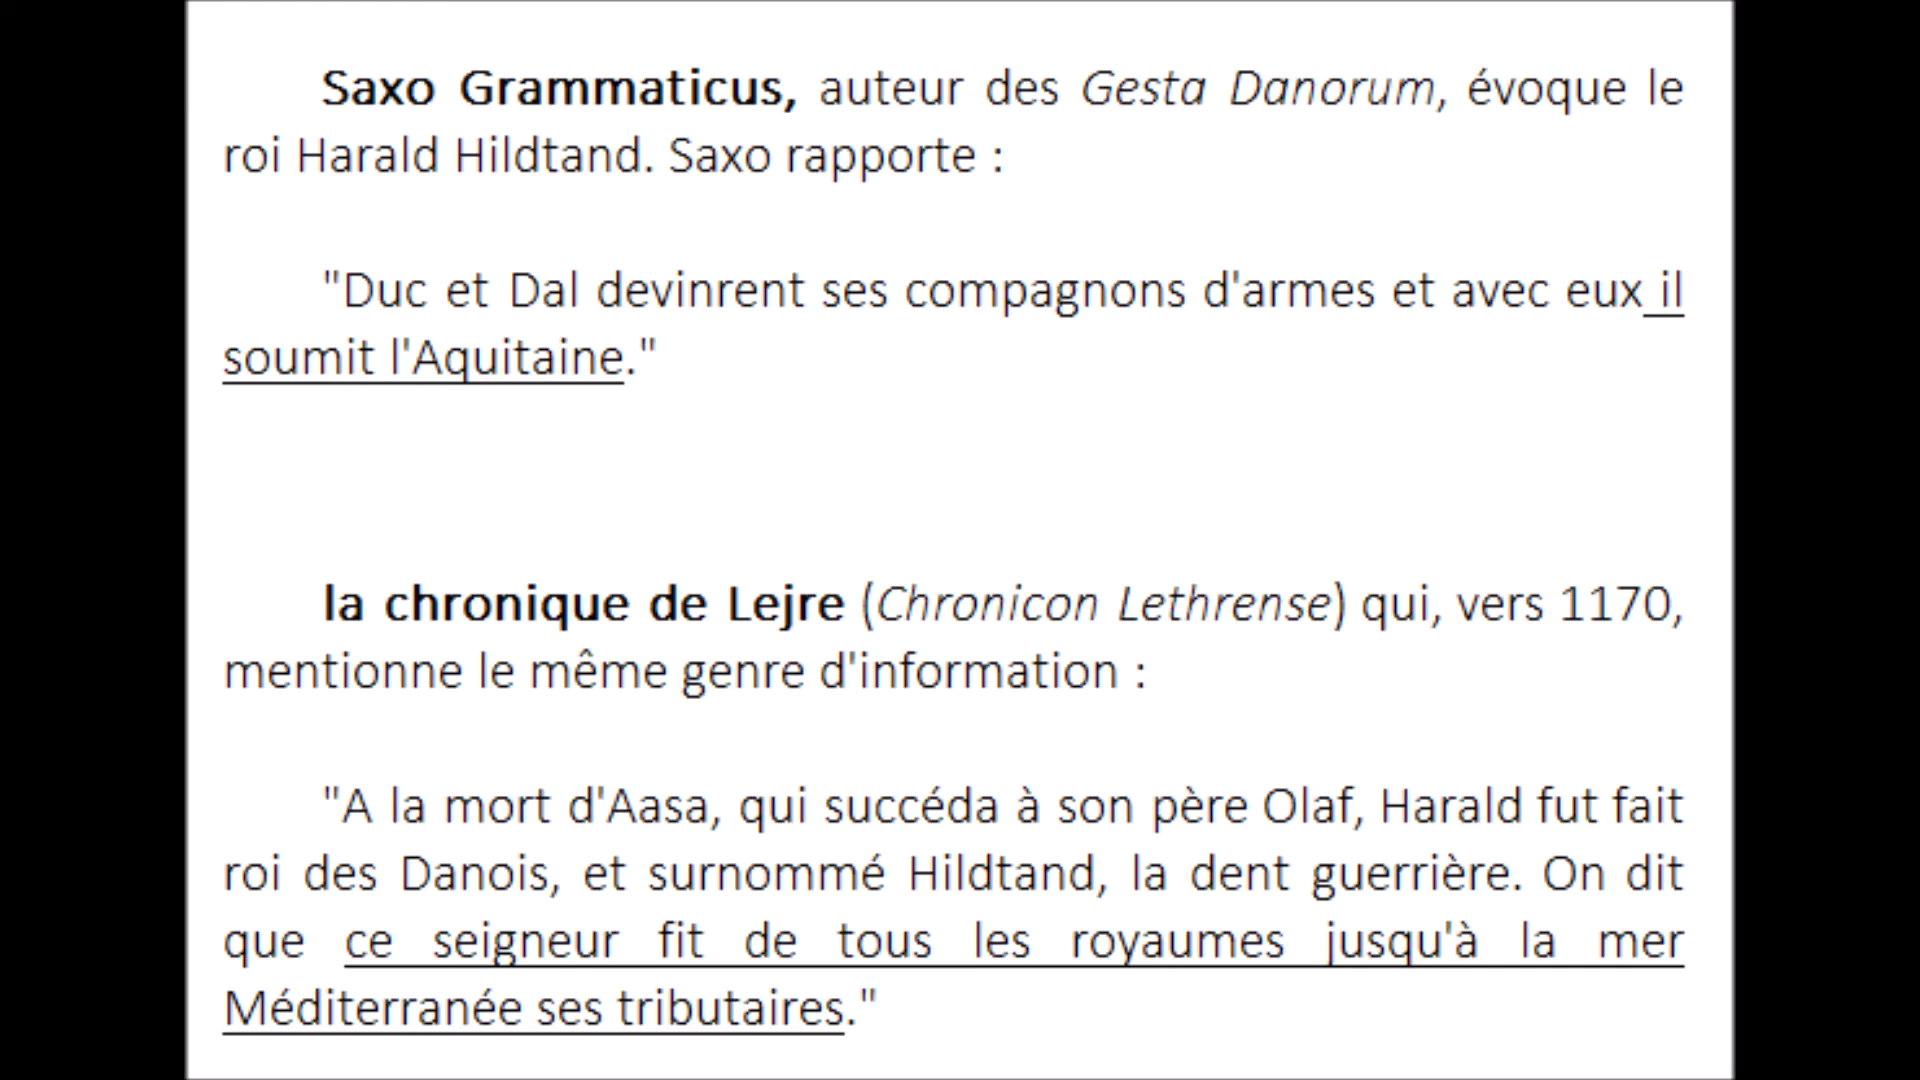 Saxo Grammaticus, auteur des Gesta Danorum, évoque le
roi Harald Hildtand. Saxo rapporte :
"Duc et Dal devinrent ses compagnons d'armes et avec eux il
soumit l'Aquitaine."
la chronique de Lejre (Chronicon Lethrense) qui, vers 1170,
mentionne le même genre d'information :
"A la mort d'Aasa, qui succéda à son père Olaf, Harald fut fait
roi des Danois, et surnommé Hildtand, la dent guerrière. On dit
que ce seigneur fit de tous les royaumes jusqu'à la mer
Méditerranée ses tributaires."